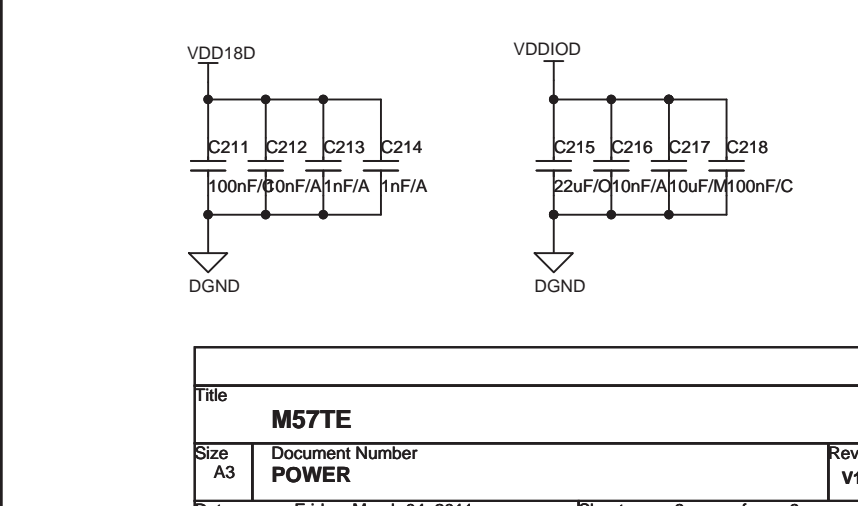 VDD18D
VDDIOD
C211 C212 C213 C214
C215 C216 C217 C218
100nF/C 10nF/A 1nF/A 1nF/A
22uF/O 10nF/A 10uF/M 100nF/C
DGND
DGND
Title
M57TE
Size Document Number Rev
A3 POWER V1